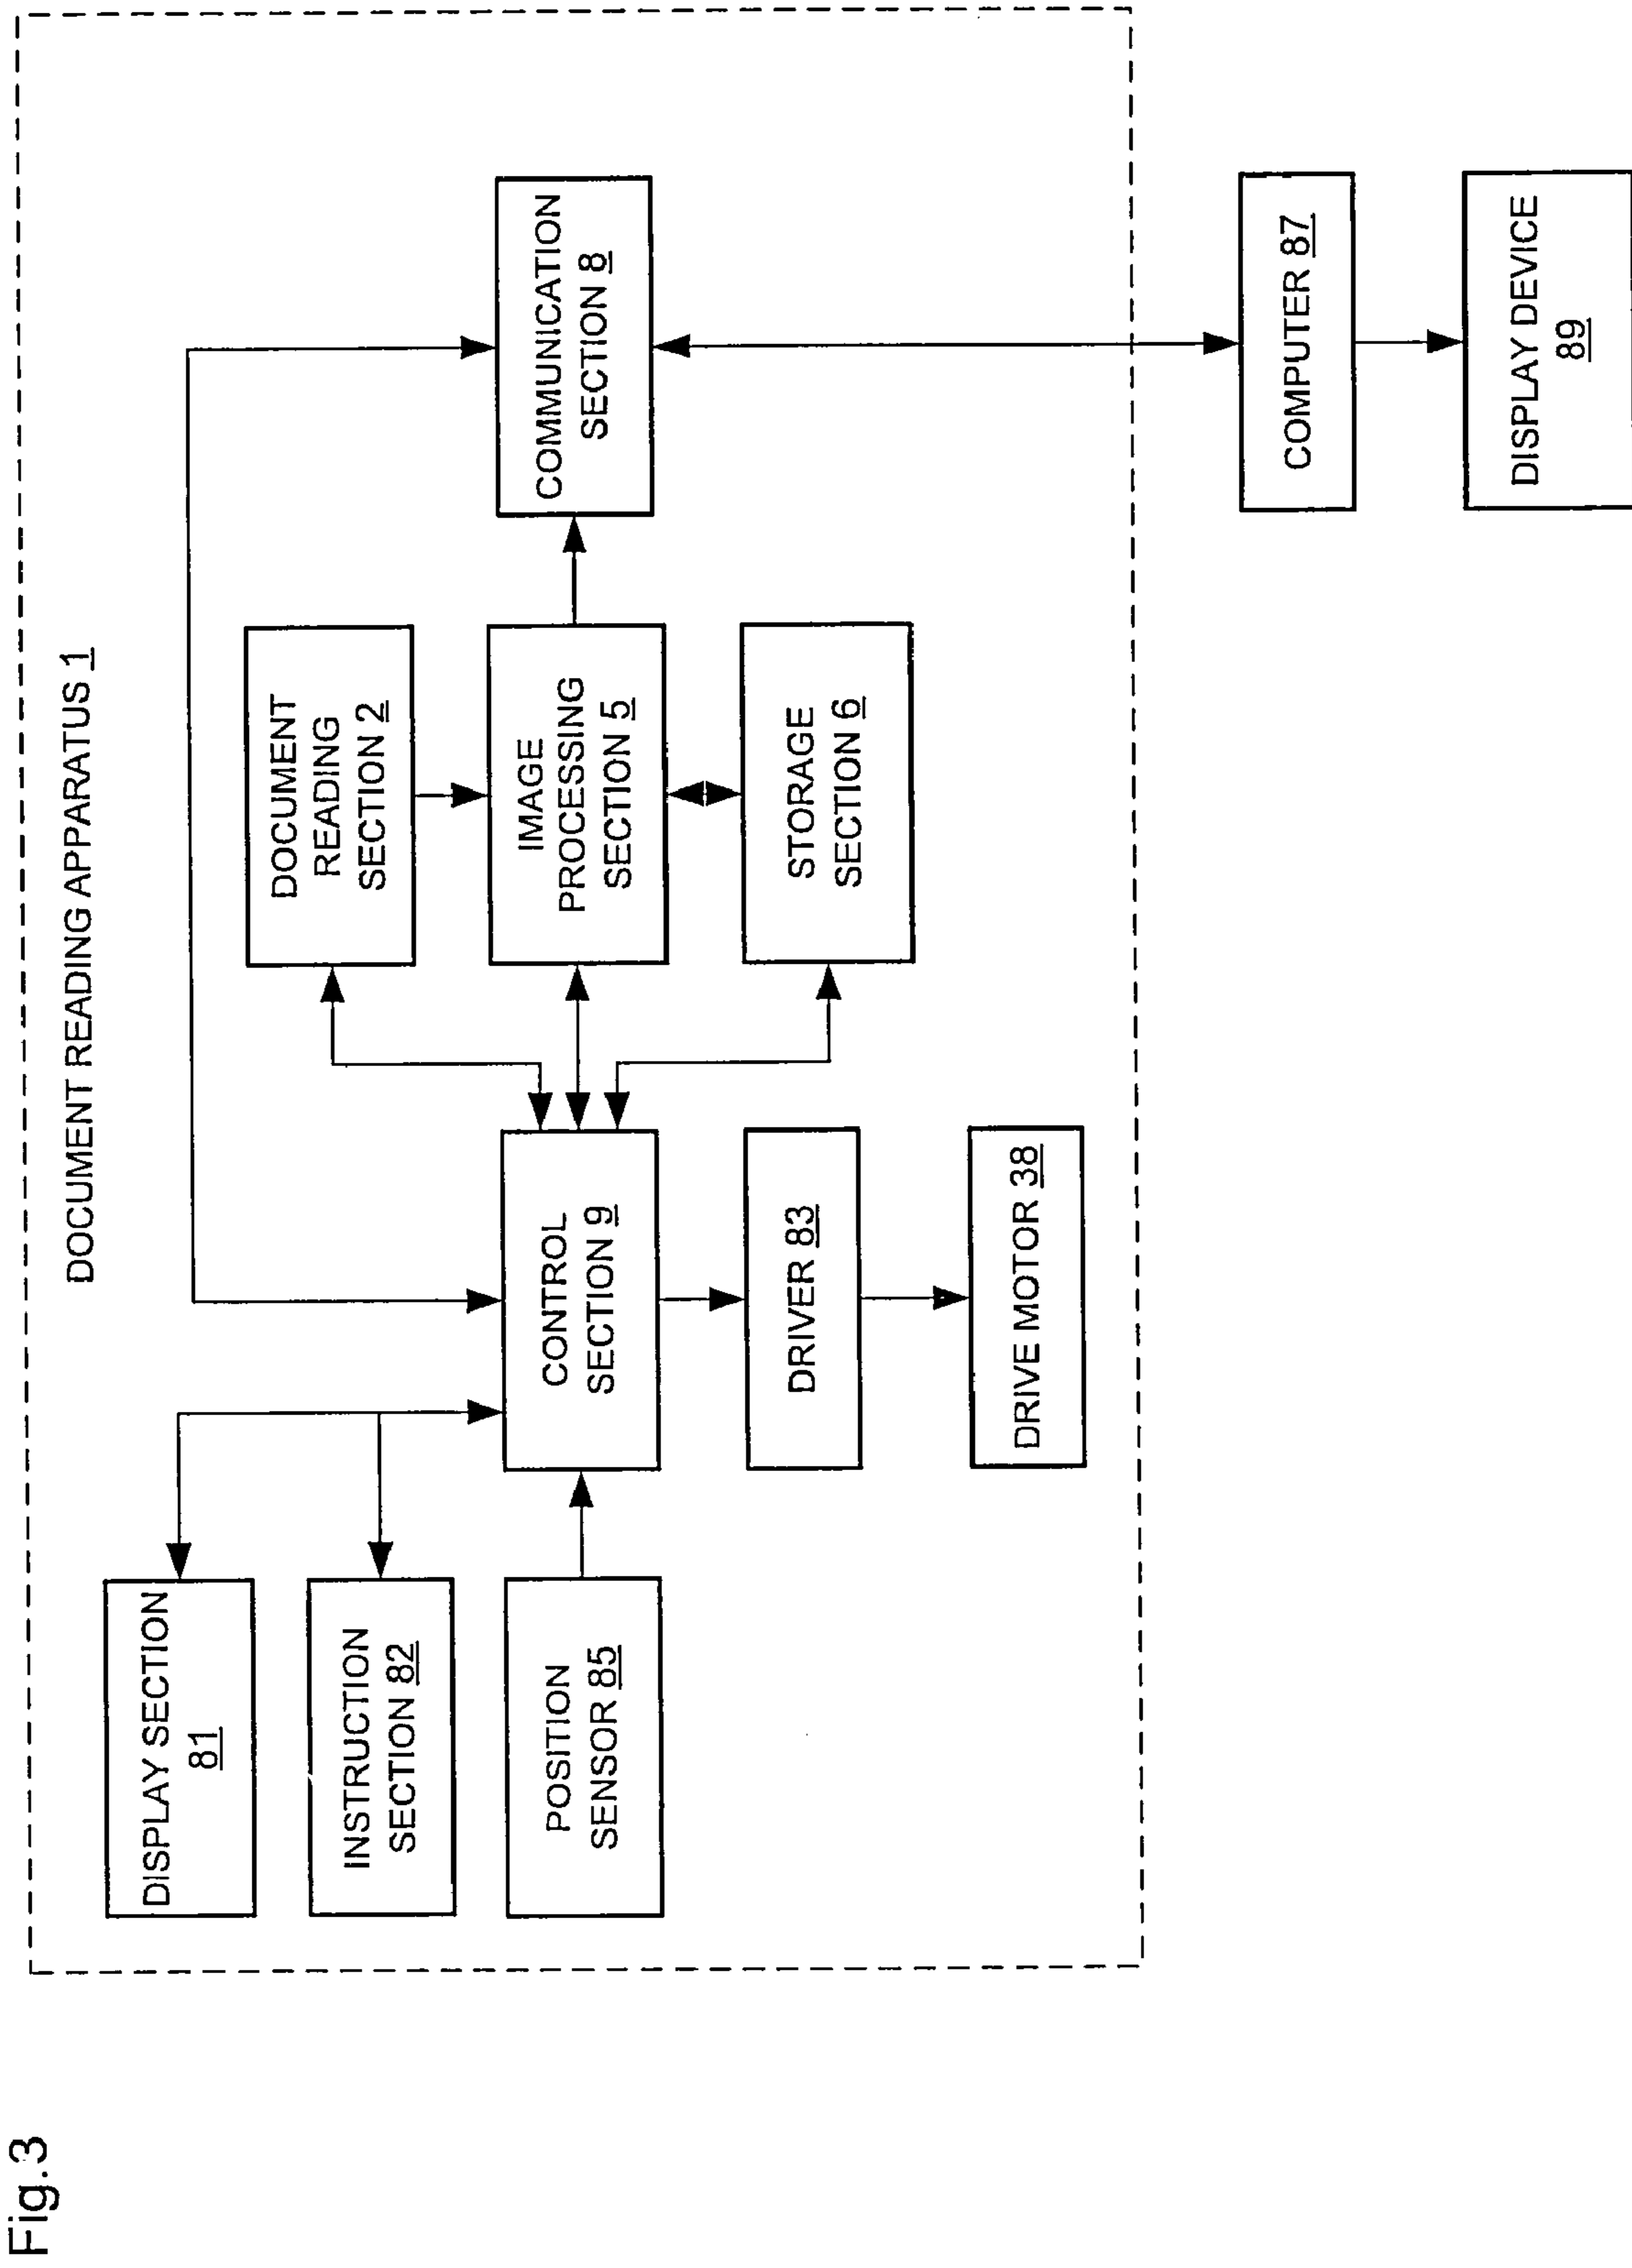 Fig.3
DOCUMENT READING APPARATUS 1
DISPLAY SECTION
81
INSTRUCTION
SECTION 82
POSITION
SENSOR 85
CONTROL
SECTION 9
DRIVER 83
DRIVE MOTOR 38
DOCUMENT
READING
SECTION 2
IMAGE
PROCESSING
SECTION 5
STORAGE
SECTION 6
COMMUNICATION
SECTION 8
COMPUTER 87
DISPLAY DEVICE
89